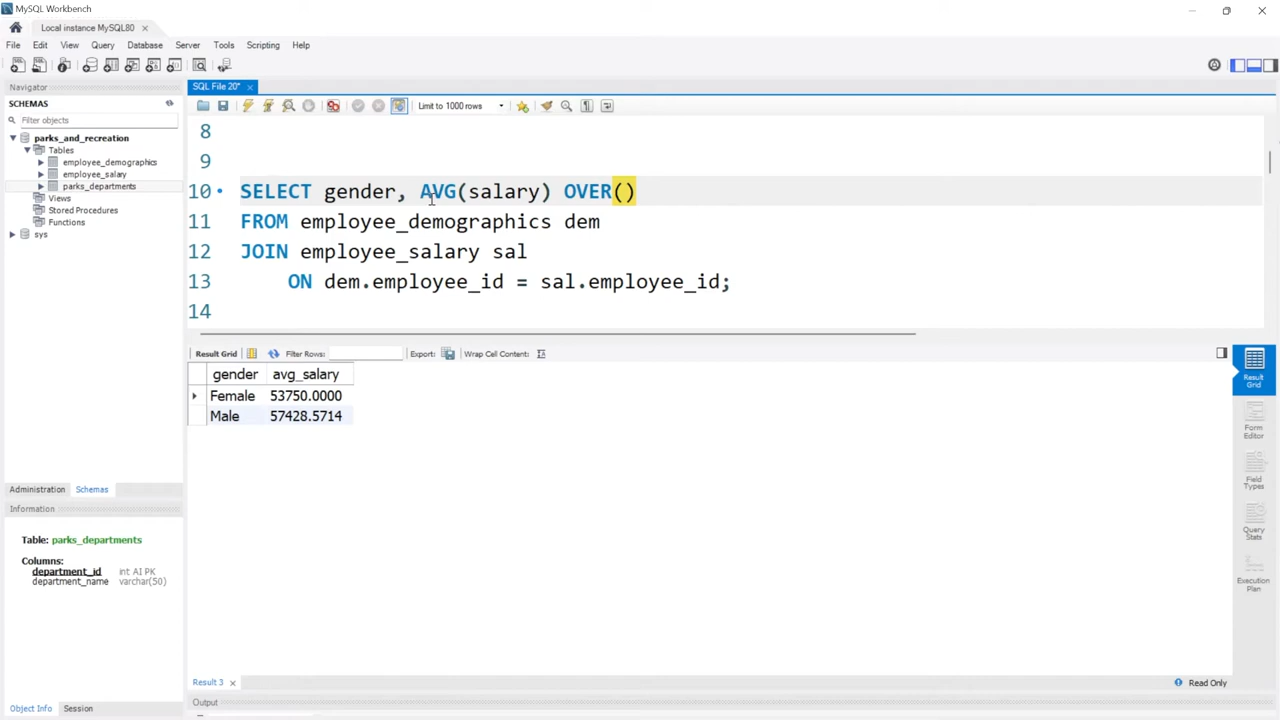 MySQL Workbench
Local instance MySQL80
File Edit View Query Database Server Tools Scripting Help
Navigator
SCHEMAS
Filter objects
parks_and_recreation
Tables
employee_demographics
employee_salary
parks_departments
Views
Stored Procedures
Functions
sys
Administration Schemas
Information
Table: parks_departments
Columns:
department_id int AI PK
department_name varchar(50)
Object Info Session
SQL File 20*
Limit to 1000 rows
8
9
10 SELECT gender, AVG(salary) OVER()
11 FROM employee_demographics dem
12 JOIN employee_salary sal
13 ON dem.employee_id = sal.employee_id;
14
Result Grid Filter Rows: Export: Wrap Cell Content:
gender avg_salary
Female 53750.0000
Male 57428.5714
Result Grid
Form Editor
Field Types
Query Stats
Execution Plan
Result 3 Read Only
Output